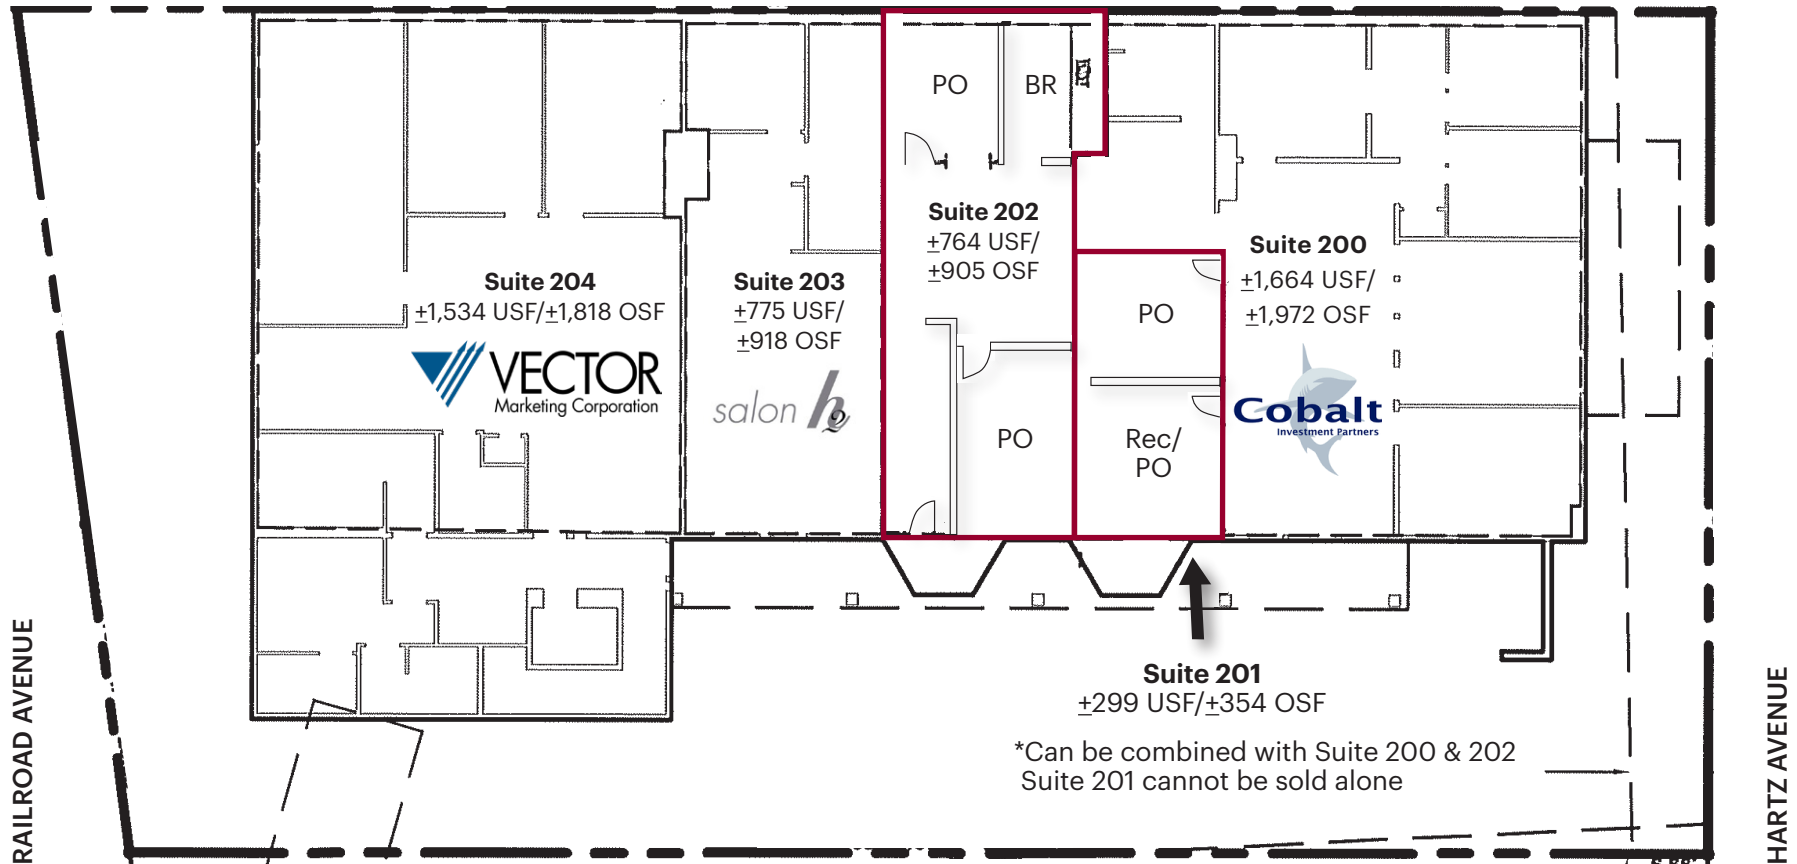 PO
BR
Suite 202
±764 USF/
±905 OSF
Suite 200
±1,664 USF/
±1,972 OSF
Suite 204
±1,534 USF/±1,818 OSF
Suite 203
±775 USF/
±918 OSF
PO
VECTOR
Marketing Corporation
salon h2
Cobalt
Investment Partners
PO
Rec/
PO
Suite 201
±299 USF/±354 OSF
*Can be combined with Suite 200 & 202
Suite 201 cannot be sold alone
RAILROAD AVENUE
HARTZ AVENUE